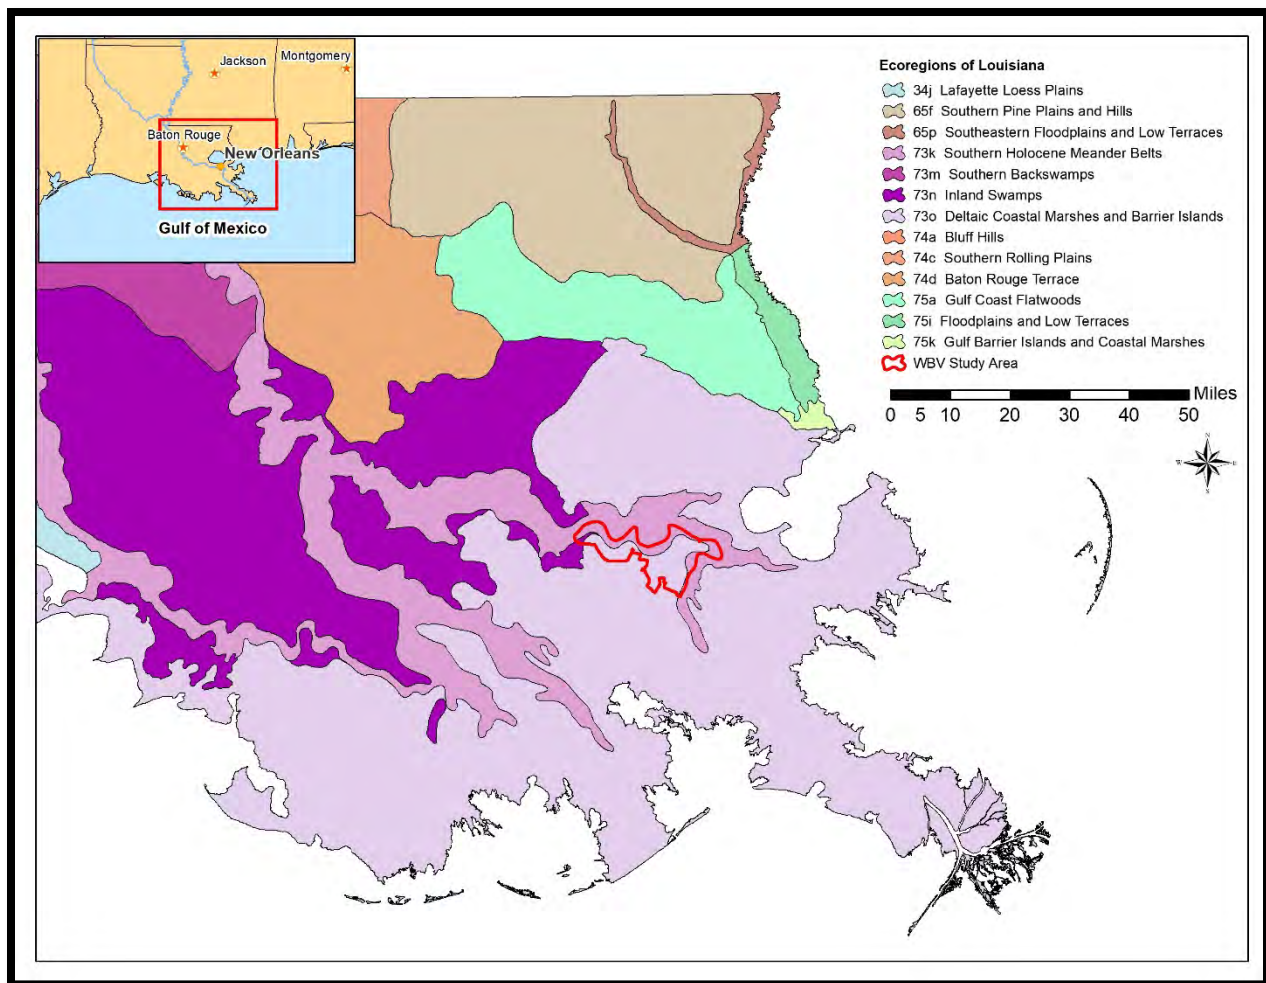 Jackson
Montgomery
Baton Rouge
New Orleans
Gulf of Mexico
Ecoregions of Louisiana
34j Lafayette Loess Plains
65f Southern Pine Plains and Hills
65p Southeastern Floodplains and Low Terraces
73k Southern Holocene Meander Belts
73m Southern Backswamps
73n Inland Swamps
73o Deltaic Coastal Marshes and Barrier Islands
74a Bluff Hills
74c Southern Rolling Plains
74d Baton Rouge Terrace
75a Gulf Coast Flatwoods
75i Floodplains and Low Terraces
75k Gulf Barrier Islands and Coastal Marshes
WBV Study Area
Miles
0 5 10 20 30 40 50
N
W E
S